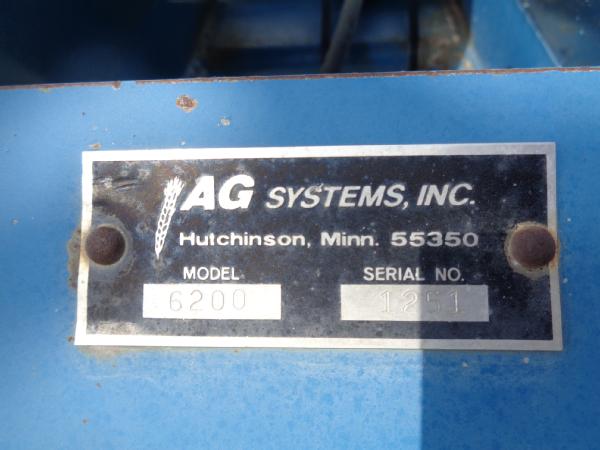 AG SYSTEMS, INC.
Hutchinson, Minn. 55350
MODEL SERIAL NO.
6200 1251